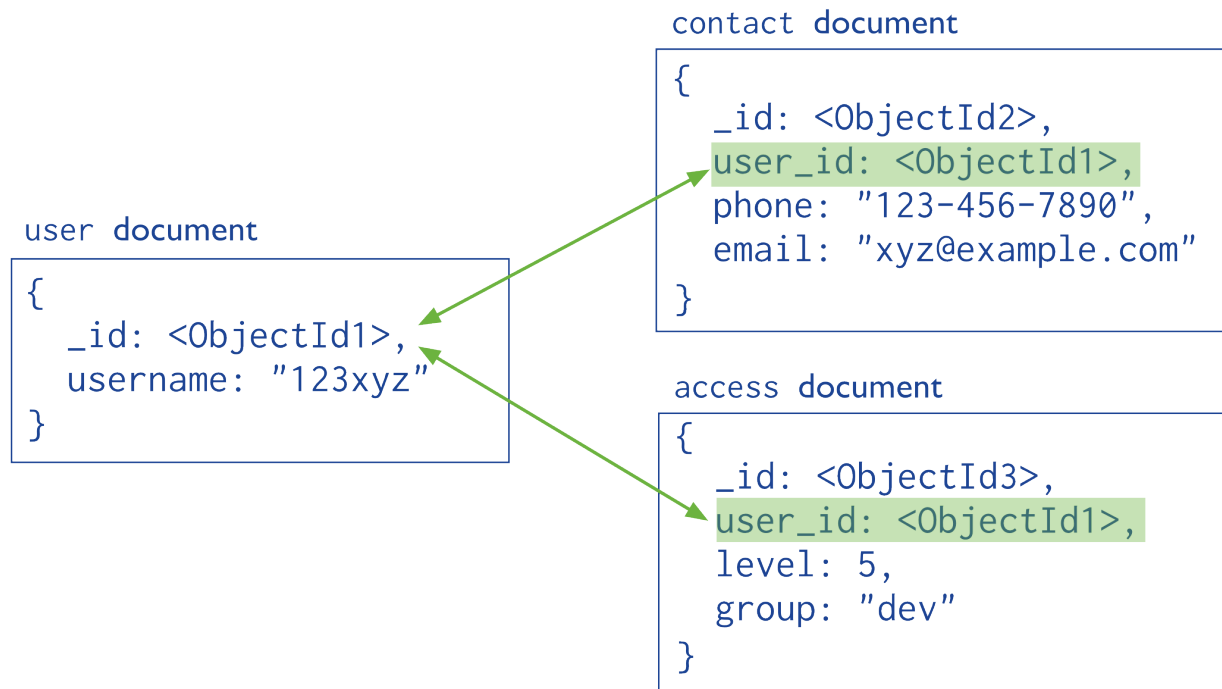 contact document
{
_id: <ObjectId2>,
user_id: <ObjectId1>,
phone: "123-456-7890",
email: "xyz@example.com"
}
user document
{
_id: <ObjectId1>,
username: "123xyz"
}
access document
{
_id: <ObjectId3>,
user_id: <ObjectId1>,
level: 5,
group: "dev"
}